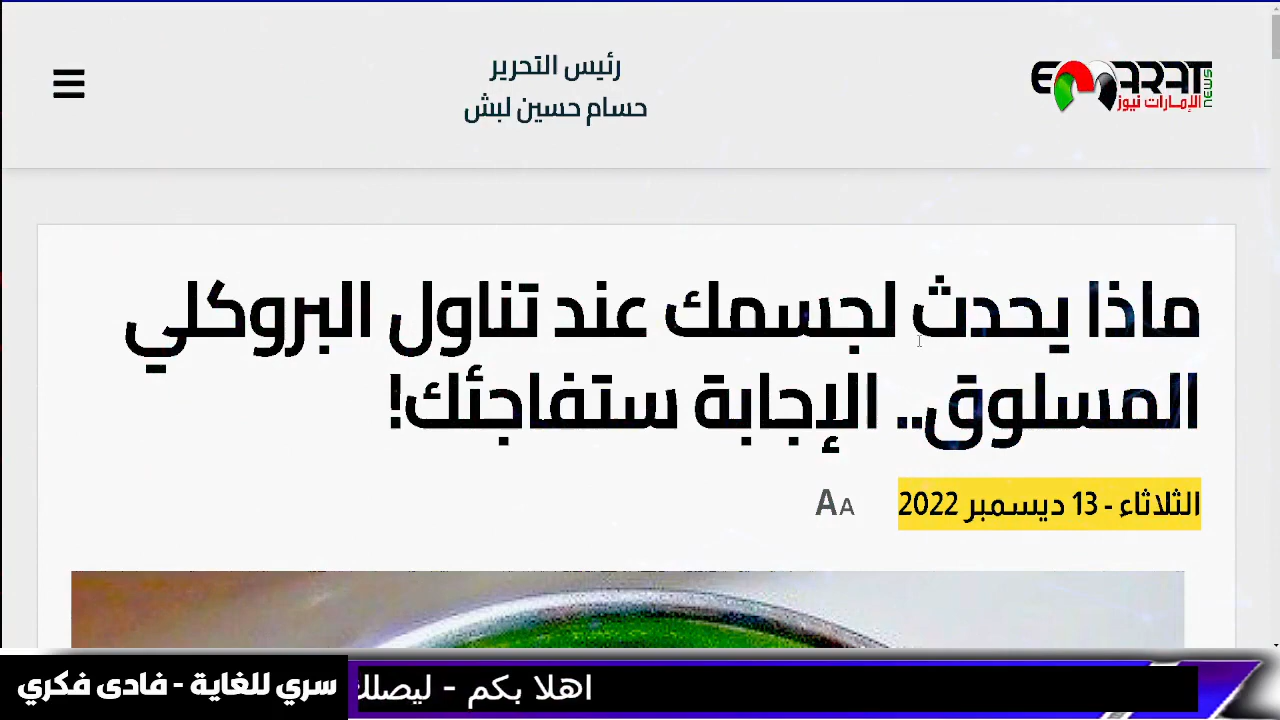 EMARAT NEWS
الإمارات نيوز
رئيس التحرير
حسام حسين لبش
ماذا يحدث لجسمك عند تناول البروكلي
المسلوق.. الإجابة ستفاجئك!
الثلاثاء - 13 ديسمبر 2022
AA
اهلا بكم - ليصلك
سري للغاية - فادى فكري